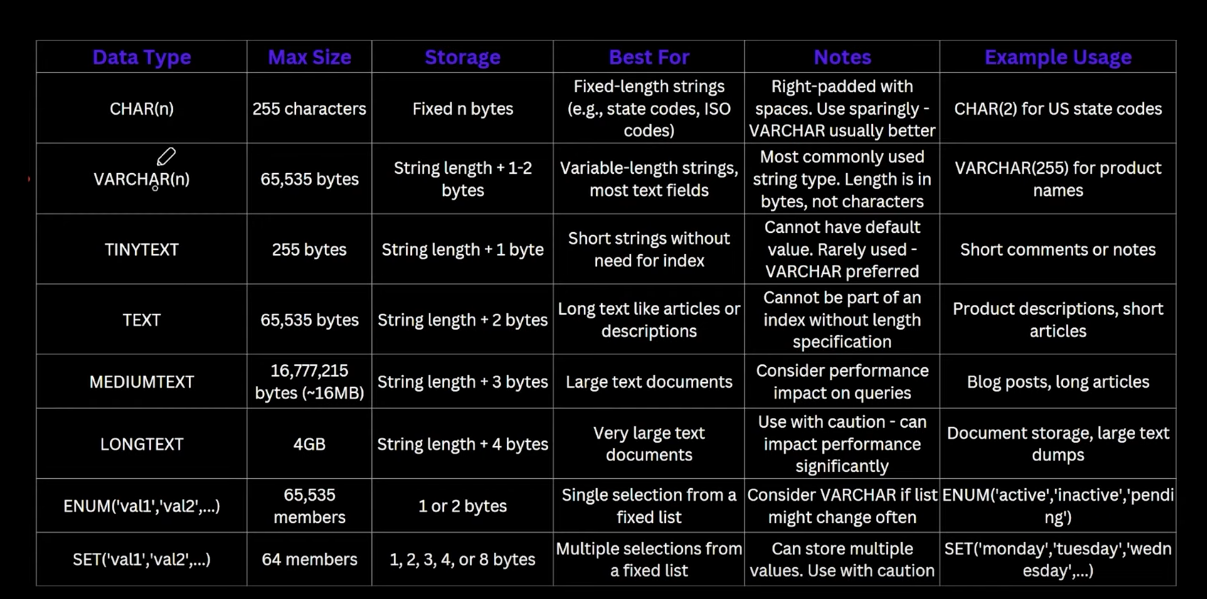 Data Type Max Size Storage Best For Notes Example Usage
CHAR(n)
255 characters
Fixed n bytes
Fixed-length strings
(e.g., state codes, ISO
codes)
Right-padded with
spaces. Use sparingly -
VARCHAR usually better
CHAR(2) for US state codes
VARCHAR(n)
65,535 bytes
String length + 1-2
bytes
Variable-length strings,
most text fields
Most commonly used
string type. Length is in
bytes, not characters
VARCHAR(255) for product
names
TINYTEXT
255 bytes
String length + 1 byte
Short strings without
need for index
Cannot have default
value. Rarely used -
VARCHAR preferred
Short comments or notes
TEXT
65,535 bytes
String length + 2 bytes
Long text like articles or
descriptions
Cannot be part of an
index without length
specification
Product descriptions, short
articles
MEDIUMTEXT
16,777,215
bytes (~16MB)
String length + 3 bytes
Large text documents
Consider performance
impact on queries
Blog posts, long articles
LONGTEXT
4GB
String length + 4 bytes
Very large text
documents
Use with caution - can
impact performance
significantly
Document storage, large text
dumps
ENUM('val1','val2',...)
65,535
members
1 or 2 bytes
Single selection from a
fixed list
Consider VARCHAR if list
might change often
ENUM('active','inactive','pendi
ng')
SET('val1','val2',...)
64 members
1, 2, 3, 4, or 8 bytes
Multiple selections from
a fixed list
Can store multiple
values. Use with caution
SET('monday','tuesday','wedn
esday',...)